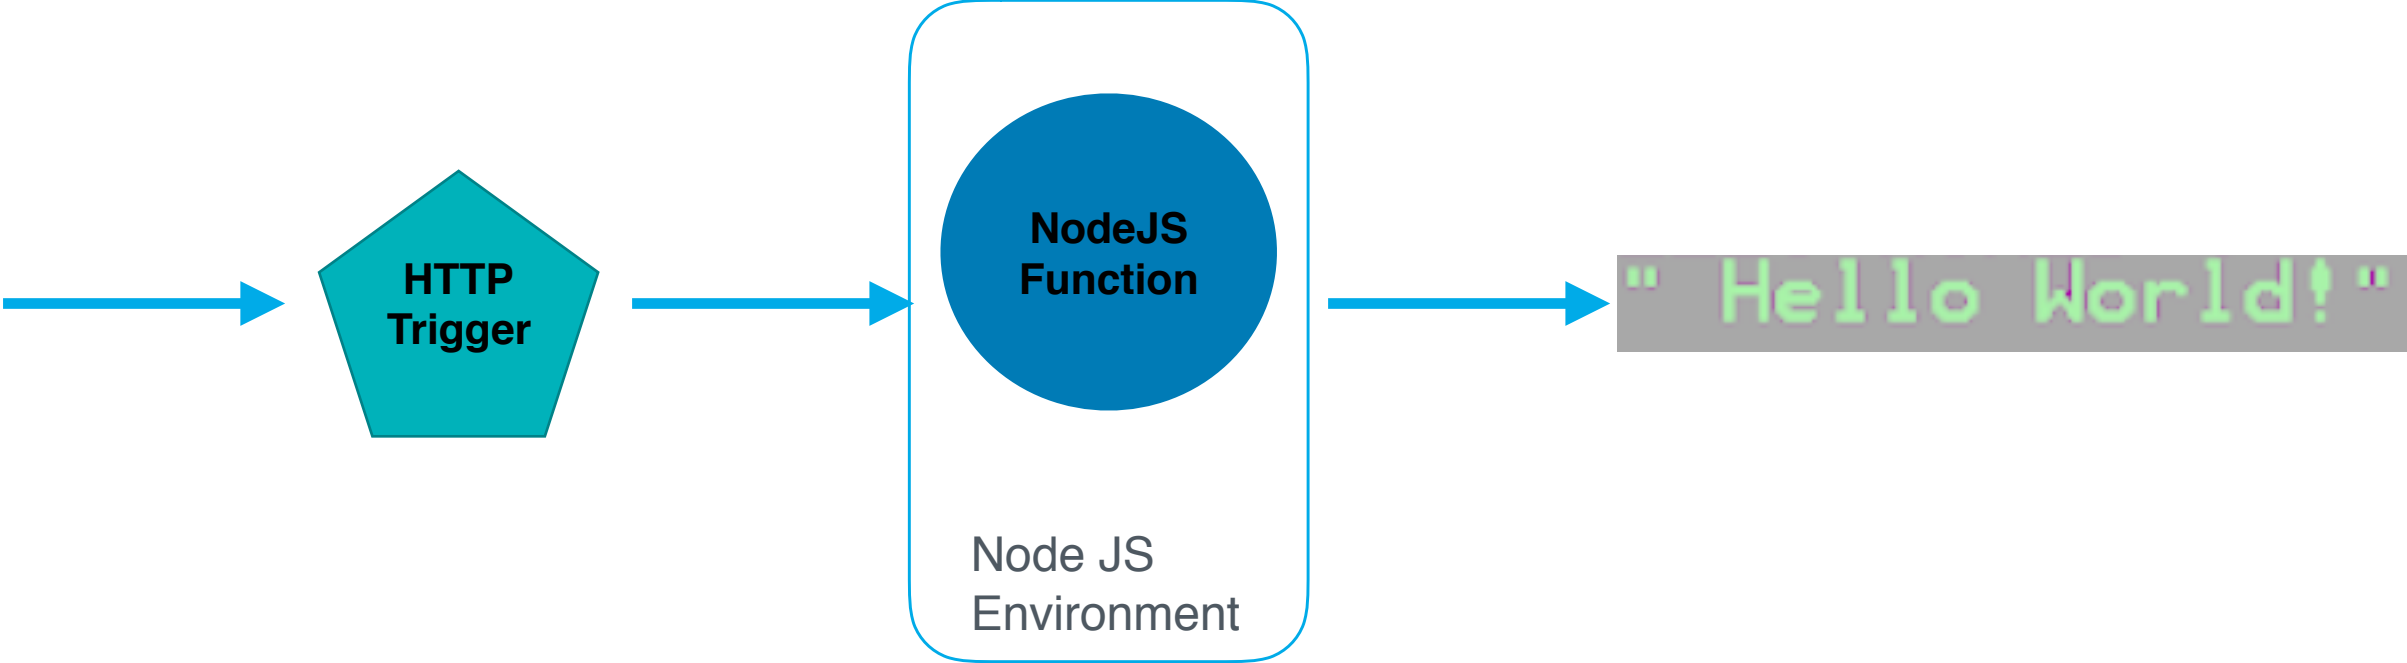 HTTP
Trigger
NodeJS
Function
Node JS
Environment
" Hello World!"